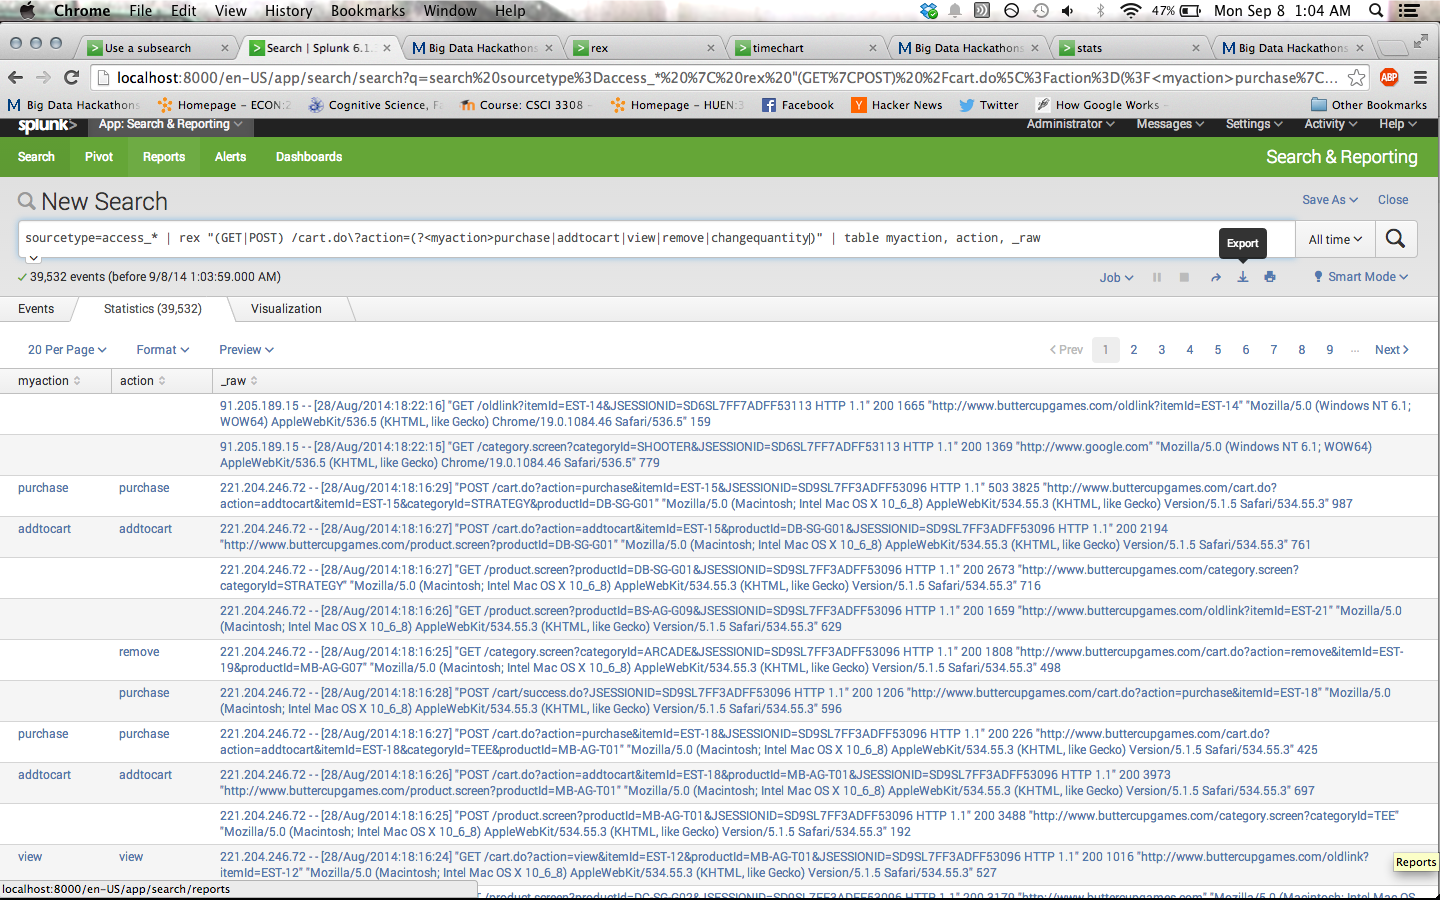 Chrome File Edit View History Bookmarks Window Help 47% Mon Sep 8 1:04 AM
Use a subsearch Search | Splunk 6.1. Big Data Hackathons rex timechart Big Data Hackathons stats Big Data Hackathons
localhost:8000/en-US/app/search/search?q=search%20sourcetype%3Daccess_*%20%7C%20rex%20"(GET%7CPOST)%20%2Fcart.do%5C%3Faction%3D(%3F<myaction>purchase%7C... ABP
Big Data Hackathons Homepage – ECON:2 Cognitive Science, Fa Course: CSCI 3308 – Homepage – HUEN:3 Facebook Hacker News Twitter How Google Works – Other Bookmarks
splunk> App: Search & Reporting Administrator Messages Settings Activity Help
Search Pivot Reports Alerts Dashboards Search & Reporting
New Search Save As Close
sourcetype=access_* | rex "(GET|POST) /cart.do\?action=(?<myaction>purchase|addtocart|view|remove|changequantity)" | table myaction, action, _raw All time
Export
39,532 events (before 9/8/14 1:03:59.000 AM) Job Smart Mode
Events Statistics (39,532) Visualization
20 Per Page Format Preview Prev 1 2 3 4 5 6 7 8 9 ... Next
myaction action _raw
91.205.189.15 - - [28/Aug/2014:18:22:16] "GET /oldlink?itemId=EST-14&JSESSIONID=SD6SL7FF7ADFF53113 HTTP 1.1" 200 1665 "http://www.buttercupgames.com/oldlink?itemId=EST-14" "Mozilla/5.0 (Windows NT 6.1;
WOW64) AppleWebKit/536.5 (KHTML, like Gecko) Chrome/19.0.1084.46 Safari/536.5" 159
91.205.189.15 - - [28/Aug/2014:18:22:15] "GET /category.screen?categoryId=SHOOTER&JSESSIONID=SD6SL7FF7ADFF53113 HTTP 1.1" 200 1369 "http://www.google.com" "Mozilla/5.0 (Windows NT 6.1; WOW64)
AppleWebKit/536.5 (KHTML, like Gecko) Chrome/19.0.1084.46 Safari/536.5" 779
purchase purchase 221.204.246.72 - - [28/Aug/2014:18:16:29] "POST /cart.do?action=purchase&itemId=EST-15&JSESSIONID=SD9SL7FF3ADFF53096 HTTP 1.1" 503 3825 "http://www.buttercupgames.com/cart.do?
action=addtocart&itemId=EST-15&categoryId=STRATEGY&productId=DB-SG-G01" "Mozilla/5.0 (Macintosh; Intel Mac OS X 10_6_8) AppleWebKit/534.55.3 (KHTML, like Gecko) Version/5.1.5 Safari/534.55.3" 987
addtocart addtocart 221.204.246.72 - - [28/Aug/2014:18:16:27] "POST /cart.do?action=addtocart&itemId=EST-15&productId=DB-SG-G01&JSESSIONID=SD9SL7FF3ADFF53096 HTTP 1.1" 200 2194
"http://www.buttercupgames.com/product.screen?productId=DB-SG-G01" "Mozilla/5.0 (Macintosh; Intel Mac OS X 10_6_8) AppleWebKit/534.55.3 (KHTML, like Gecko) Version/5.1.5 Safari/534.55.3" 761
221.204.246.72 - - [28/Aug/2014:18:16:27] "GET /product.screen?productId=DB-SG-G01&JSESSIONID=SD9SL7FF3ADFF53096 HTTP 1.1" 200 2673 "http://www.buttercupgames.com/category.screen?
categoryId=STRATEGY" "Mozilla/5.0 (Macintosh; Intel Mac OS X 10_6_8) AppleWebKit/534.55.3 (KHTML, like Gecko) Version/5.1.5 Safari/534.55.3" 716
221.204.246.72 - - [28/Aug/2014:18:16:26] "GET /product.screen?productId=BS-AG-G09&JSESSIONID=SD9SL7FF3ADFF53096 HTTP 1.1" 200 1659 "http://www.buttercupgames.com/oldlink?itemId=EST-21" "Mozilla/5.0
(Macintosh; Intel Mac OS X 10_6_8) AppleWebKit/534.55.3 (KHTML, like Gecko) Version/5.1.5 Safari/534.55.3" 629
remove 221.204.246.72 - - [28/Aug/2014:18:16:25] "GET /category.screen?categoryId=ARCADE&JSESSIONID=SD9SL7FF3ADFF53096 HTTP 1.1" 200 1808 "http://www.buttercupgames.com/cart.do?action=remove&itemId=EST-
19&productId=MB-AG-G07" "Mozilla/5.0 (Macintosh; Intel Mac OS X 10_6_8) AppleWebKit/534.55.3 (KHTML, like Gecko) Version/5.1.5 Safari/534.55.3" 498
purchase 221.204.246.72 - - [28/Aug/2014:18:16:28] "POST /cart/success.do?JSESSIONID=SD9SL7FF3ADFF53096 HTTP 1.1" 200 1206 "http://www.buttercupgames.com/cart.do?action=purchase&itemId=EST-18" "Mozilla/5.0
(Macintosh; Intel Mac OS X 10_6_8) AppleWebKit/534.55.3 (KHTML, like Gecko) Version/5.1.5 Safari/534.55.3" 596
purchase purchase 221.204.246.72 - - [28/Aug/2014:18:16:27] "POST /cart.do?action=purchase&itemId=EST-18&JSESSIONID=SD9SL7FF3ADFF53096 HTTP 1.1" 200 226 "http://www.buttercupgames.com/cart.do?
action=addtocart&itemId=EST-18&categoryId=TEE&productId=MB-AG-T01" "Mozilla/5.0 (Macintosh; Intel Mac OS X 10_6_8) AppleWebKit/534.55.3 (KHTML, like Gecko) Version/5.1.5 Safari/534.55.3" 425
addtocart addtocart 221.204.246.72 - - [28/Aug/2014:18:16:26] "POST /cart.do?action=addtocart&itemId=EST-18&productId=MB-AG-T01&JSESSIONID=SD9SL7FF3ADFF53096 HTTP 1.1" 200 3973
"http://www.buttercupgames.com/product.screen?productId=MB-AG-T01" "Mozilla/5.0 (Macintosh; Intel Mac OS X 10_6_8) AppleWebKit/534.55.3 (KHTML, like Gecko) Version/5.1.5 Safari/534.55.3" 697
221.204.246.72 - - [28/Aug/2014:18:16:25] "POST /product.screen?productId=MB-AG-T01&JSESSIONID=SD9SL7FF3ADFF53096 HTTP 1.1" 200 3488 "http://www.buttercupgames.com/category.screen?categoryId=TEE"
"Mozilla/5.0 (Macintosh; Intel Mac OS X 10_6_8) AppleWebKit/534.55.3 (KHTML, like Gecko) Version/5.1.5 Safari/534.55.3" 192
view view 221.204.246.72 - - [28/Aug/2014:18:16:24] "GET /cart.do?action=view&itemId=EST-12&productId=MB-AG-T01&JSESSIONID=SD9SL7FF3ADFF53096 HTTP 1.1" 200 1016 "http://www.buttercupgames.com/oldlink?
itemId=EST-12" "Mozilla/5.0 (Macintosh; Intel Mac OS X 10_6_8) AppleWebKit/534.55.3 (KHTML, like Gecko) Version/5.1.5 Safari/534.55.3" 527
Reports
localhost:8000/en-US/app/search/reports